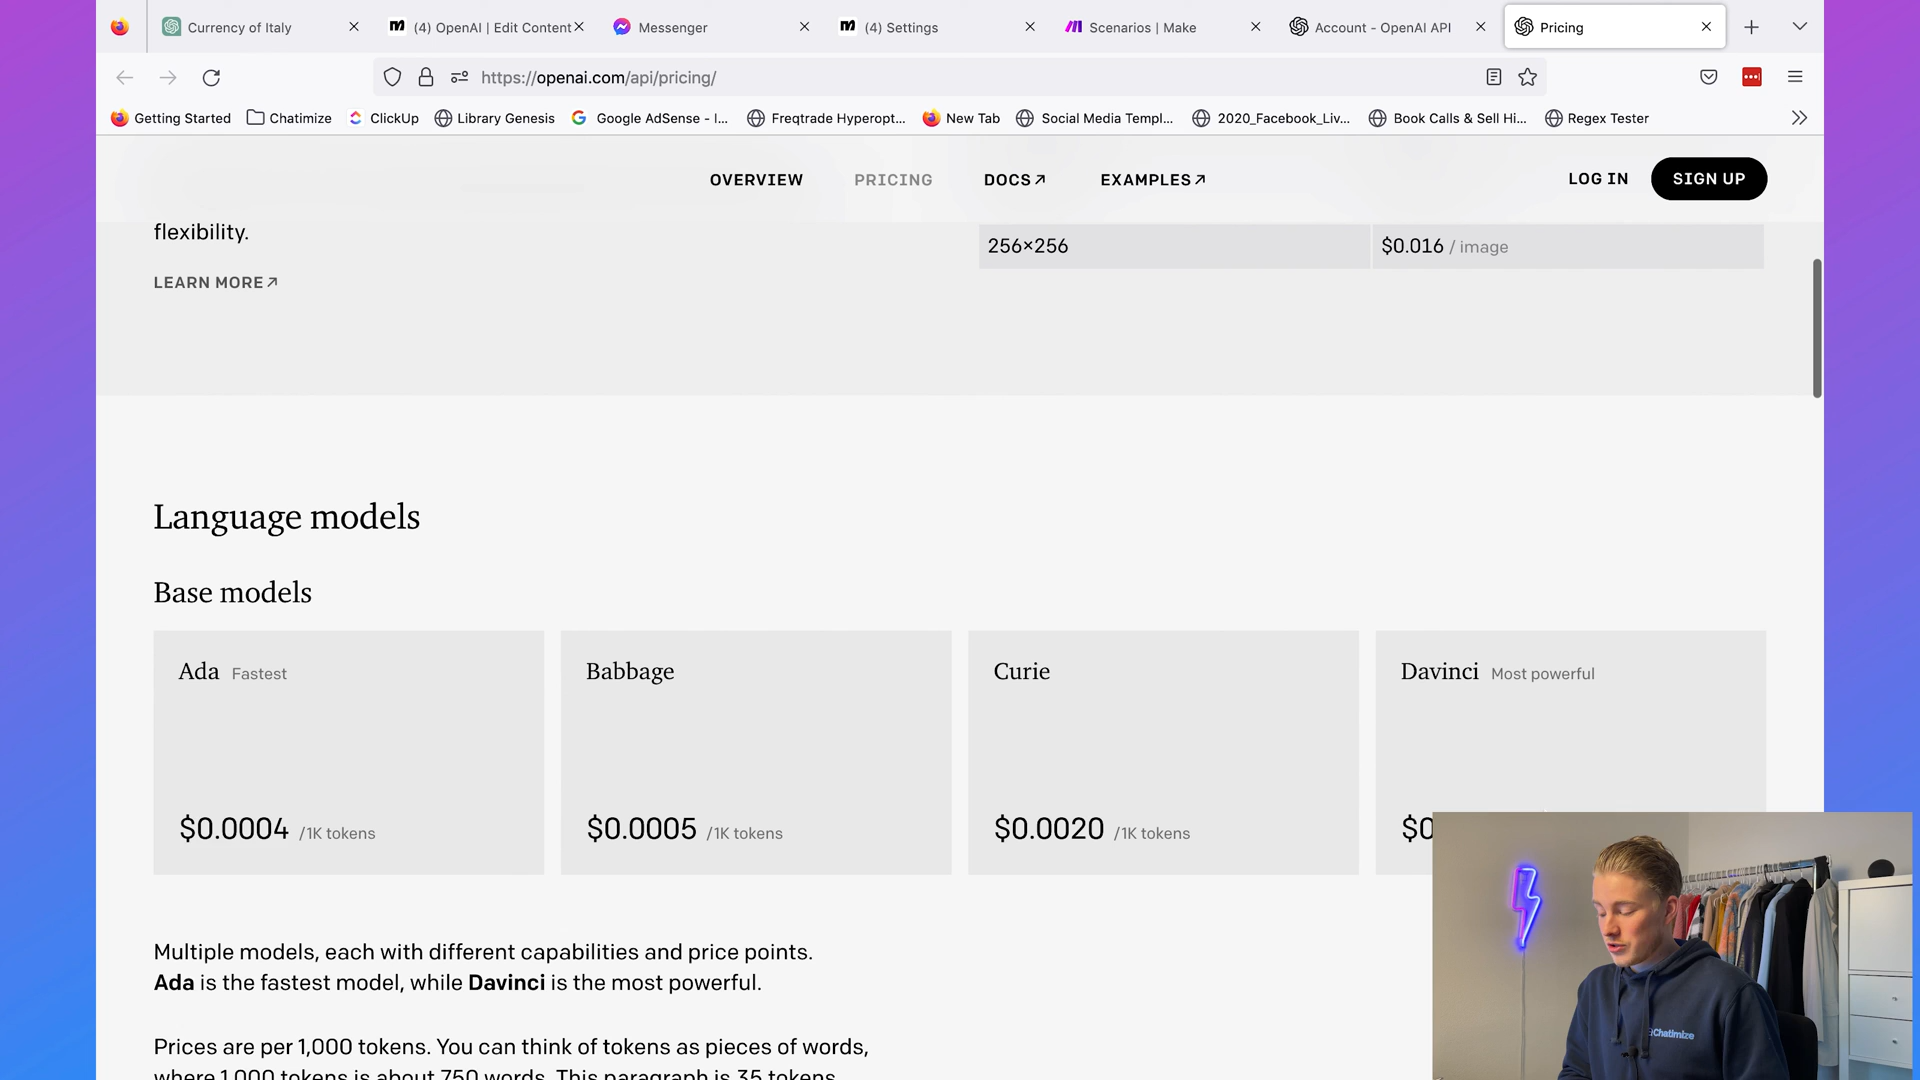 Currency of Italy
(4) OpenAI | Edit Content
Messenger
(4) Settings
Scenarios | Make
Account - OpenAI API
Pricing
https://openai.com/api/pricing/
Getting Started
Chatimize
ClickUp
Library Genesis
Google AdSense - I...
Freqtrade Hyperopt...
New Tab
Social Media Templ...
2020_Facebook_Liv...
Book Calls & Sell Hi...
Regex Tester
OVERVIEW
PRICING
DOCS↗
EXAMPLES↗
LOG IN
SIGN UP
flexibility.
256×256
$0.016 / image
LEARN MORE↗
Language models
Base models
Ada Fastest
Babbage
Curie
Davinci Most powerful
$0.0004 /1K tokens
$0.0005 /1K tokens
$0.0020 /1K tokens
$0
Multiple models, each with different capabilities and price points.
Ada is the fastest model, while Davinci is the most powerful.
Prices are per 1,000 tokens. You can think of tokens as pieces of words,
where 1,000 tokens is about 750 words. This paragraph is 35 tokens.
Chatimize